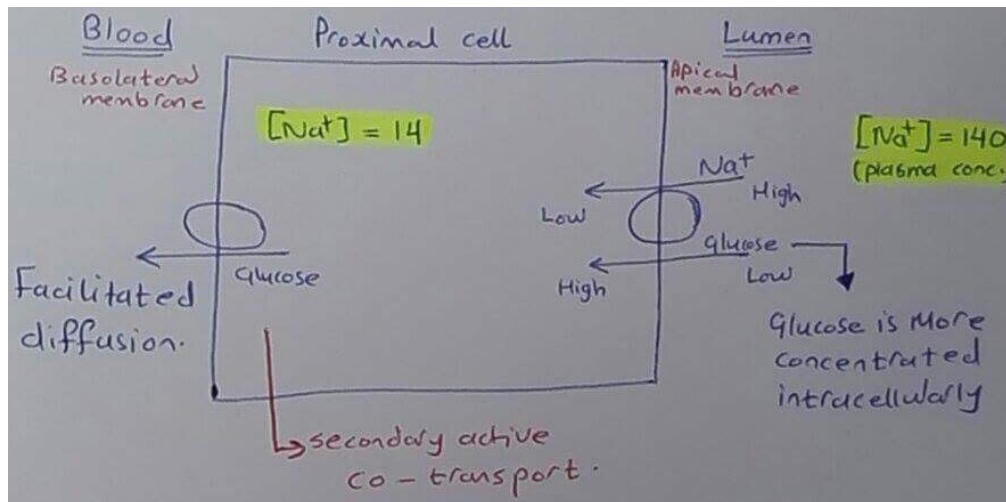 Blood
Proximal cell
Lumen
Basolateral
membrane
Apical
membrane
[Na+] = 14
[Na+] = 140
(plasma conc.
Na+
High
Low
Glucose
Low
High
Glucose
Facilitated
diffusion.
Glucose is More
concentrated
intracellularly
secondary active
co-transport.